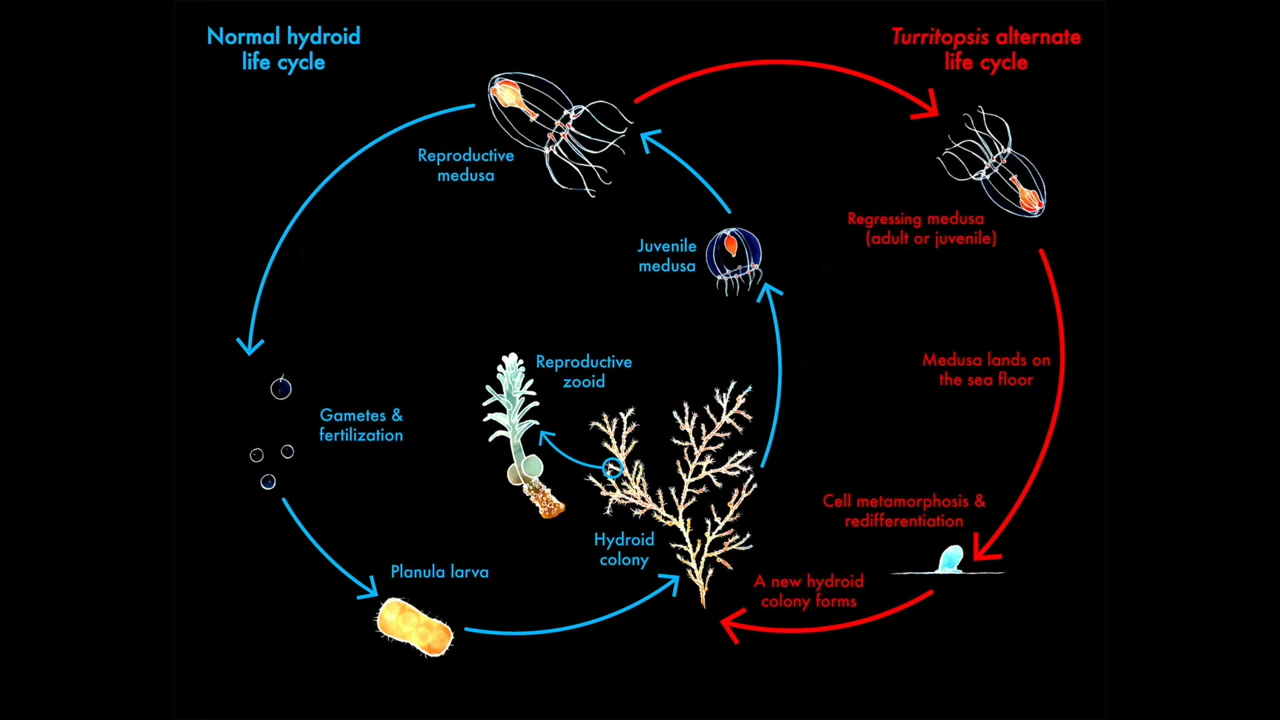 Normal hydroid
life cycle
Turritopsis alternate
life cycle
Reproductive
medusa
Regressing medusa
(adult or juvenile)
Juvenile
medusa
Medusa lands on
the sea floor
Reproductive
zooid
Gametes &
fertilization
Cell metamorphosis &
redifferentiation
Hydroid
colony
Planula larva
A new hydroid
colony forms